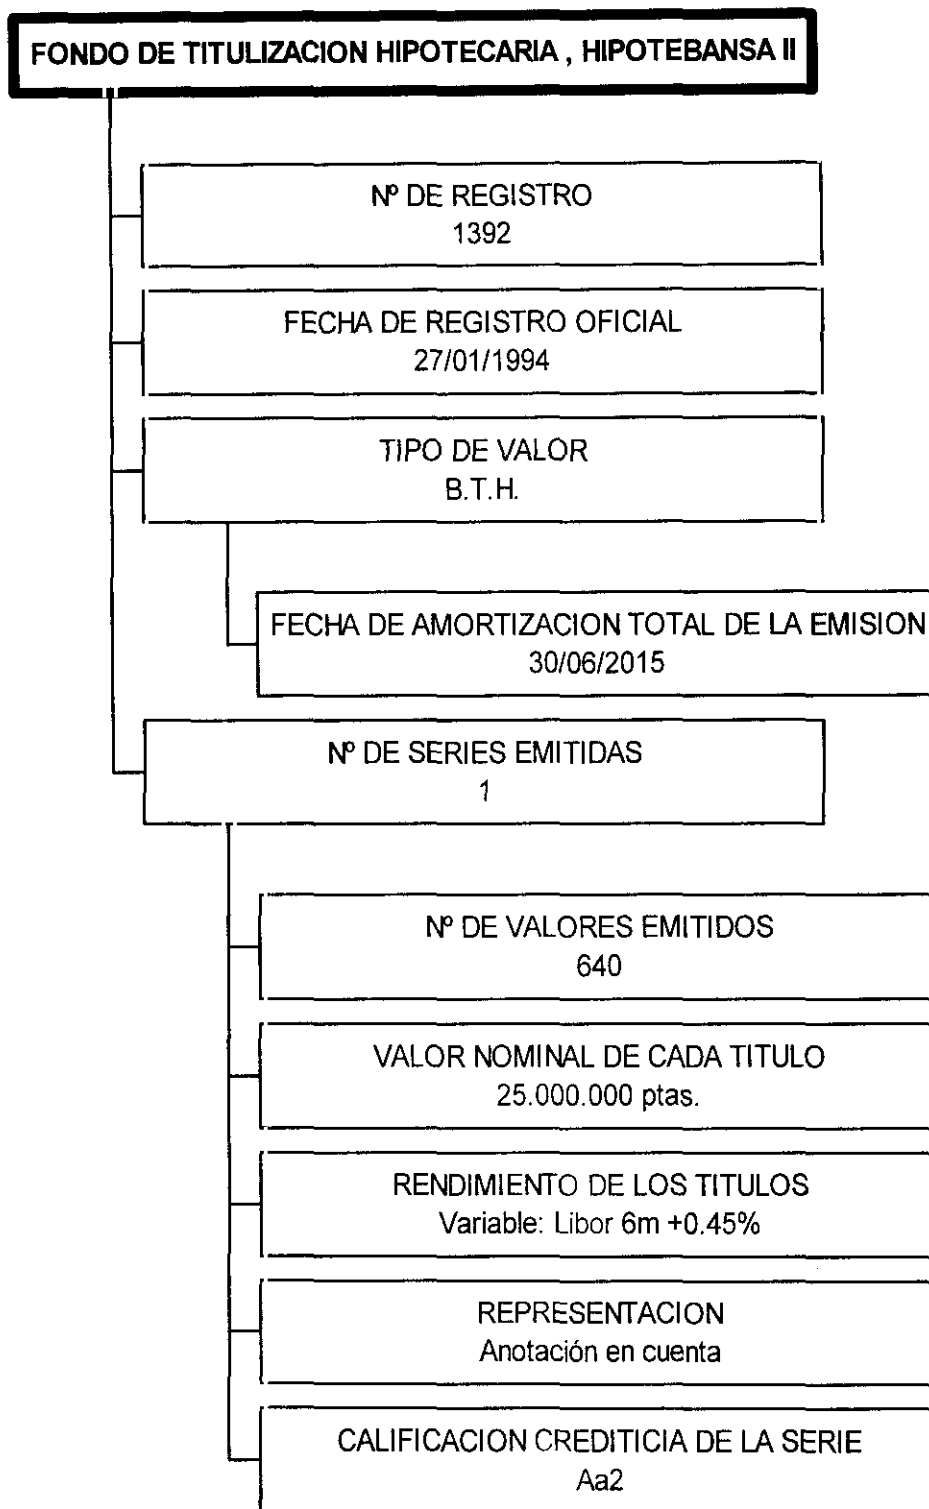 FONDO DE TITULIZACION HIPOTECARIA , HIPOTEBANSA II
Nº DE REGISTRO
1392
FECHA DE REGISTRO OFICIAL
27/01/1994
TIPO DE VALOR
B.T.H.
FECHA DE AMORTIZACION TOTAL DE LA EMISION
30/06/2015
Nº DE SERIES EMITIDAS
1
Nº DE VALORES EMITIDOS
640
VALOR NOMINAL DE CADA TITULO
25.000.000 ptas.
RENDIMIENTO DE LOS TITULOS
Variable: Libor 6m +0.45%
REPRESENTACION
Anotación en cuenta
CALIFICACION CREDITICIA DE LA SERIE
Aa2